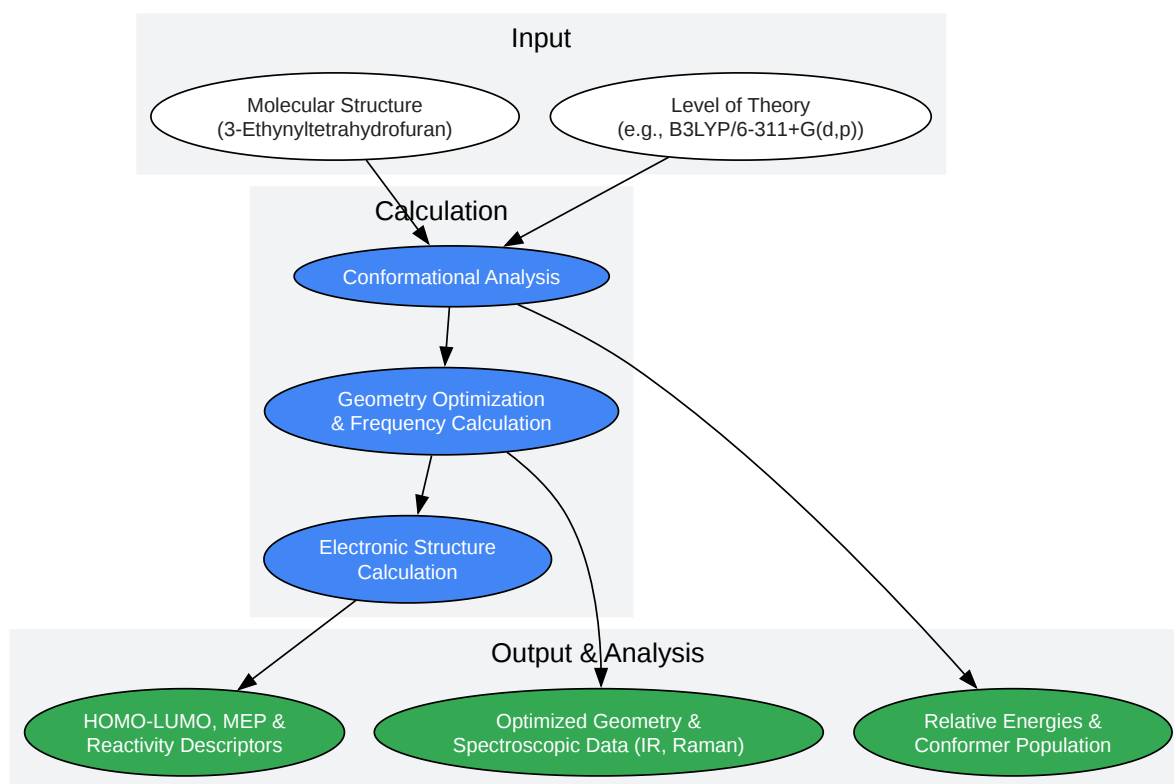 Input
Molecular Structure
(3-Ethynyltetrahydrofuran)
Level of Theory
(e.g., B3LYP/6-311+G(d,p))
Calculation
Conformational Analysis
Geometry Optimization
& Frequency Calculation
Electronic Structure
Calculation
Output & Analysis
HOMO-LUMO, MEP &
Reactivity Descriptors
Optimized Geometry &
Spectroscopic Data (IR, Raman)
Relative Energies &
Conformer Population